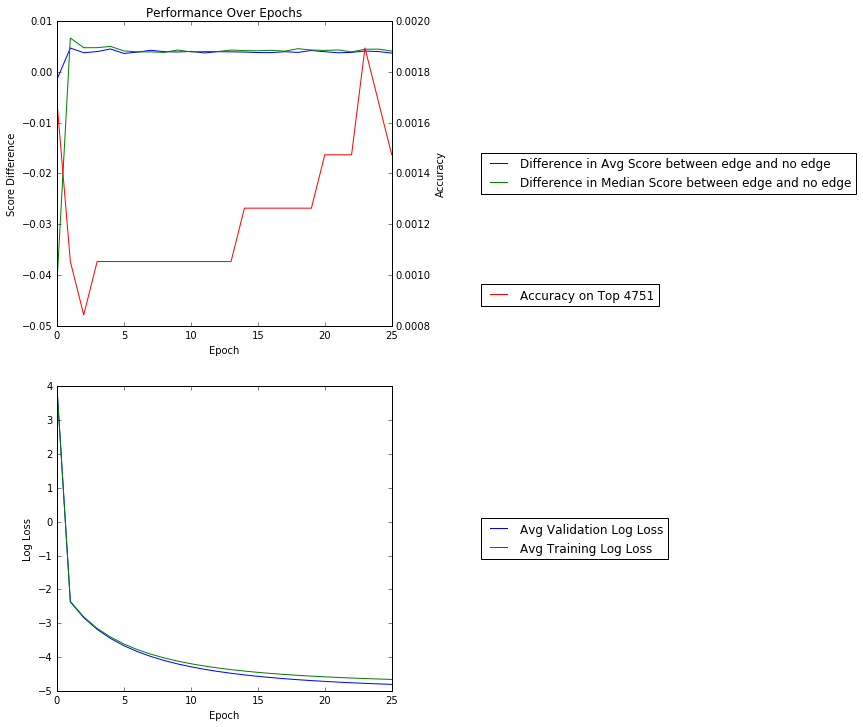 Performance Over Epochs
0.01
0.00
−0.01
−0.02
−0.03
−0.04
−0.05
Score Difference
0.0020
0.0018
0.0016
0.0014
0.0012
0.0010
0.0008
Accuracy
0 5 10 15 20 25
Epoch
Difference in Avg Score between edge and no edge
Difference in Median Score between edge and no edge
Accuracy on Top 4751
4
3
2
1
0
−1
−2
−3
−4
−5
Log Loss
0 5 10 15 20 25
Epoch
Avg Validation Log Loss
Avg Training Log Loss